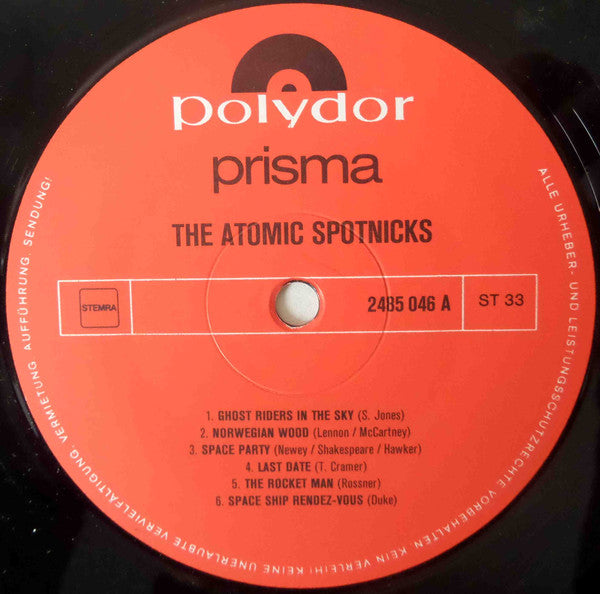 polydor
prisma
THE ATOMIC SPOTNICKS
STEMRA
2485 046 A
ST 33
1. GHOST RIDERS IN THE SKY (S. Jones)
2. NORWEGIAN WOOD (Lennon / McCartney)
3. SPACE PARTY (Newey / Shakespeare / Hawker)
4. LAST DATE (T. Cramer)
5. THE ROCKET MAN (Rossner)
6. SPACE SHIP RENDEZ-VOUS (Duke)
ALLE URHEBER- UND LEISTUNGSSCHUTZRECHTE VORBEHALTEN. KEIN VERLEIH! KEINE UNERLAUBTE VERVIELFÄLTIGUNG, VERMIETUNG, AUFFÜHRUNG, SENDUNG!